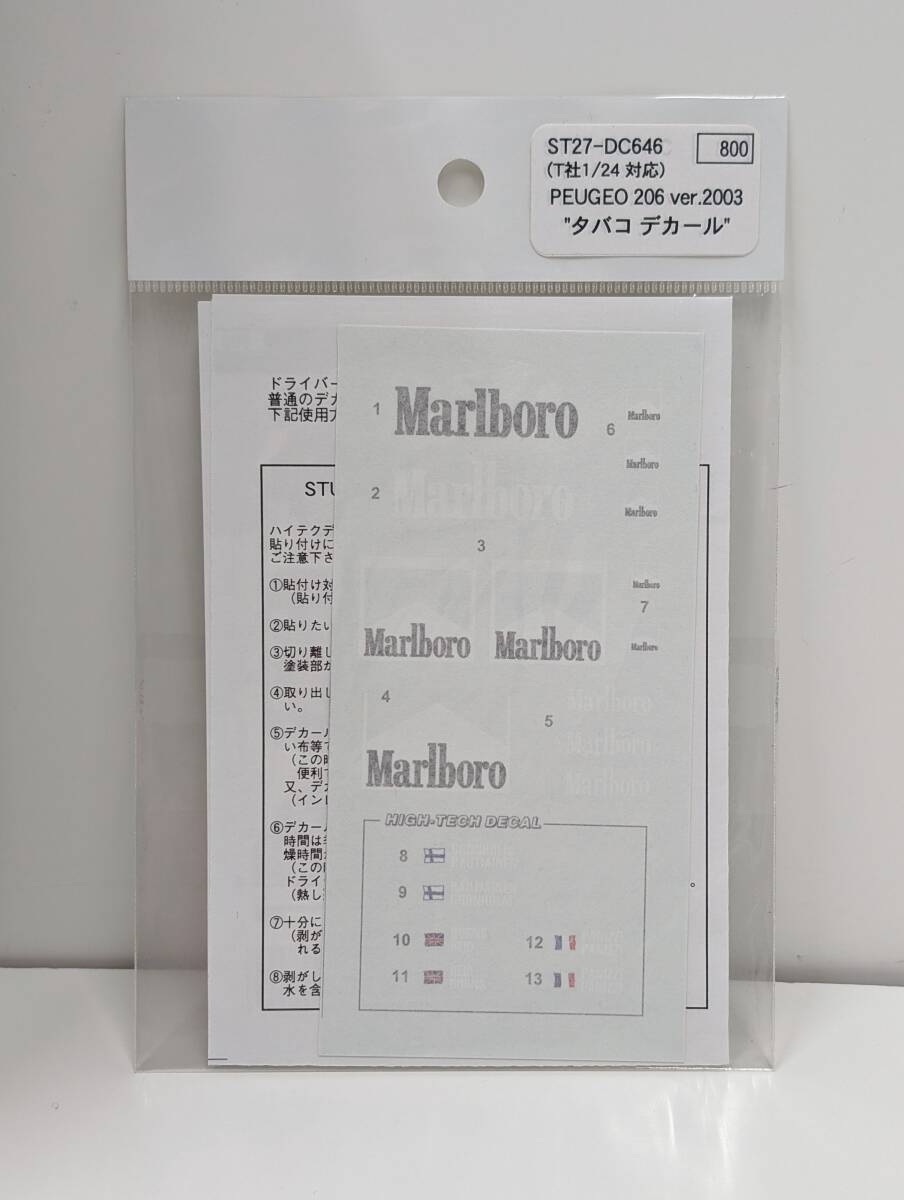 ST27-DC646
800
(T社1/24 対応)
PEUGEO 206 ver.2003
"タバコ デカール"
ドライバー
普通のデカ
下記使用方
STU
ハイテクデ
貼り付けに
ご注意下さ
①貼付け対
(貼り付
②貼りたい
③切り離し
塗装部が
④取り出し
い。
⑤デカール
い布等で
(この時
便利で
又、デカ
(インレ
⑥デカール
時間は半
燥時間が
(この
ドライ
(熱し
⑦十分に
(剥が
れる
⑧剥がし
水を含
。
1
Marlboro
6
Marlboro
Marlboro
Marlboro
2
Marlboro
3
Marlboro
7
Marlboro
Marlboro
Marlboro
4
5
Marlboro
Marlboro
Marlboro
Marlboro
HIGH-TECH DECAL
8
9
10
12
11
13